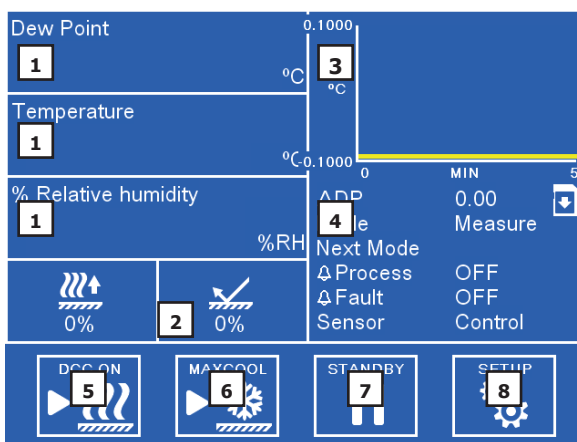 Dew Point
1
°C
Temperature
1
°C
% Relative humidity
1
%RH
0%
2
0%
0.1000
3
°C
-0.1000
0
MIN
5
4
0.00
Measure
Next Mode
Process OFF
Fault OFF
Sensor Control
DCC ON
5
MAXCOOL
6
STANDBY
7
SETUP
8